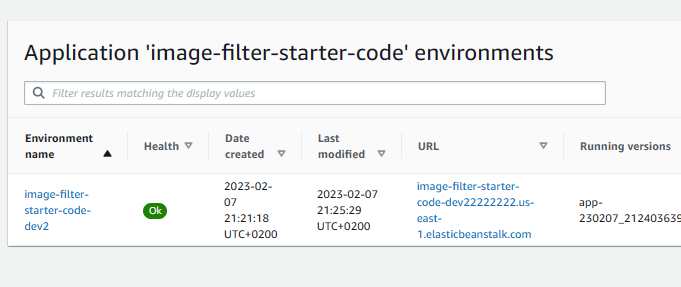 Application 'image-filter-starter-code' environments
Filter results matching the display values
Environment name
Health
Date created
Last modified
URL
Running versions
image-filter-
starter-code-
dev2
Ok
2023-02-
07
21:21:18
UTC+0200
2023-02-07
21:25:29
UTC+0200
image-filter-starter-
code-dev22222222.us-
east-
1.elasticbeanstalk.com
app-
230207_212403639